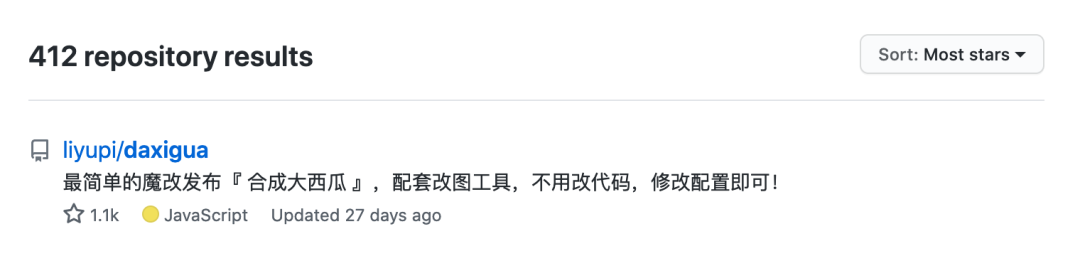 412 repository results
Sort: Most stars
liyupi/daxigua
最简单的魔改发布『 合成大西瓜 』，配套改图工具，不用改代码，修改配置即可！
1.1k JavaScript Updated 27 days ago